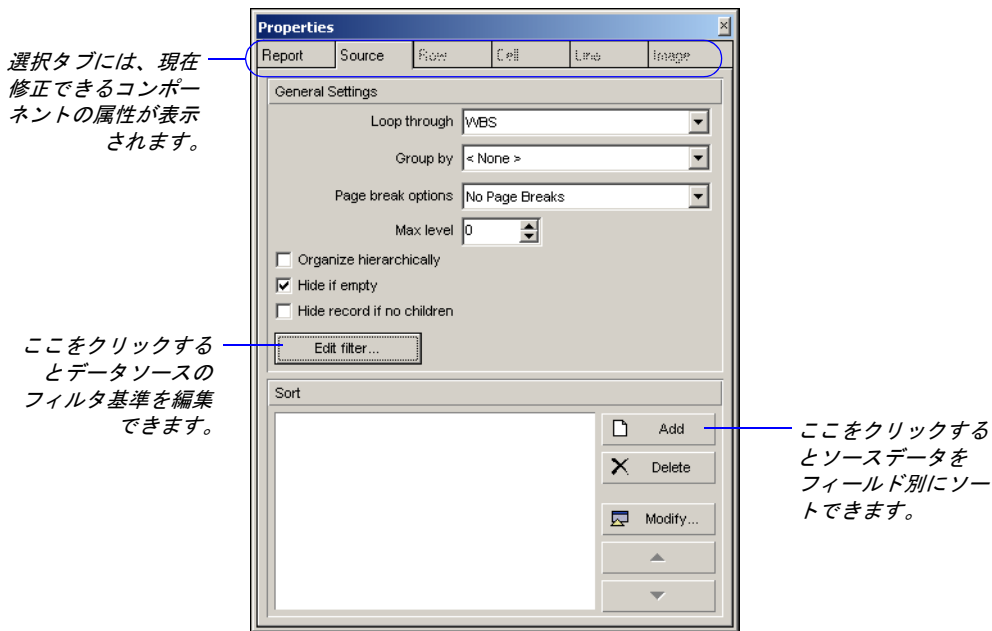 Properties
Report Source Row Cell Line Image
選択タブには、現在
修正できるコンポー
ネントの属性が表示
されます。
General Settings
Loop through WBS
Group by < None >
Page break options No Page Breaks
Max level 0
Organize hierarchically
Hide if empty
Hide record if no children
Edit filter...
ここをクリックする
とデータソースの
フィルタ基準を編集
できます。
Sort
Add
Delete
Modify...
ここをクリックする
とソースデータを
フィールド別にソー
トできます。